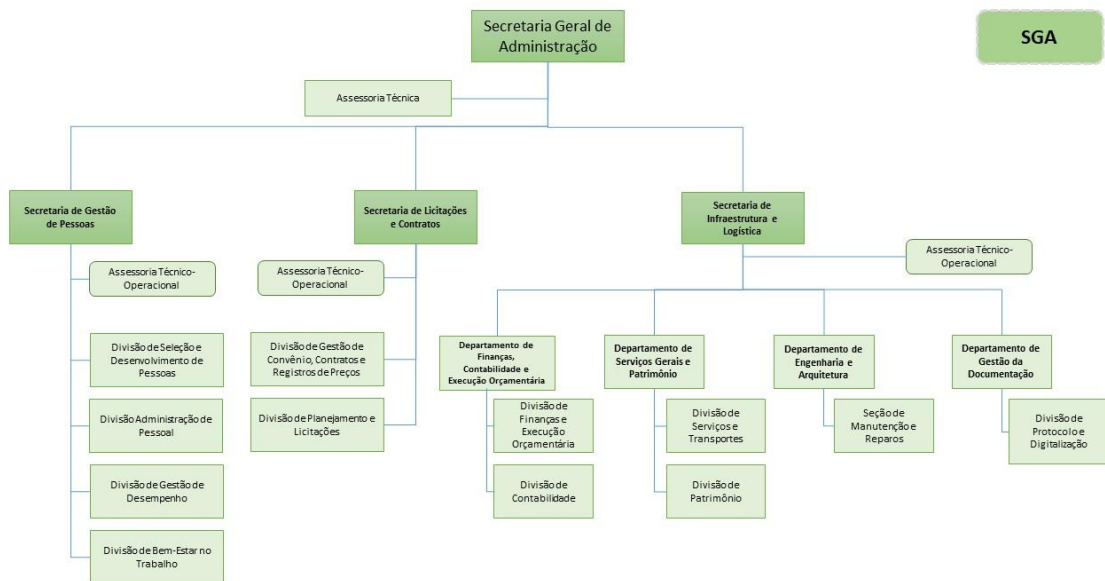 Secretaria Geral de
Administração
SGA
Assessoria Técnica
Secretaria de Gestão
de Pessoas
Secretaria de Licitações
e Contratos
Secretaria de
Infraestrutura e
Logística
Assessoria Técnico-
Operacional
Assessoria Técnico-
Operacional
Assessoria Técnico-
Operacional
Divisão de Seleção e
Desenvolvimento de
Pessoas
Divisão de Gestão de
Convênio, Contratos e
Registros de Preços
Departamento de
Finanças,
Contabilidade e
Execução Orçamentária
Departamento de
Serviços Gerais e
Patrimônio
Departamento de
Engenharia e
Arquitetura
Departamento de
Gestão da
Documentação
Divisão Administração de
Pessoal
Divisão de Planejamento e
Licitações
Divisão de
Finanças e
Execução
Orçamentária
Divisão de
Serviços e
Transportes
Seção de
Manutenção e
Reparos
Divisão de
Protocolo e
Digitalização
Divisão de Gestão de
Desempenho
Divisão de
Contabilidade
Divisão de
Patrimônio
Divisão de Bem-Estar no
Trabalho